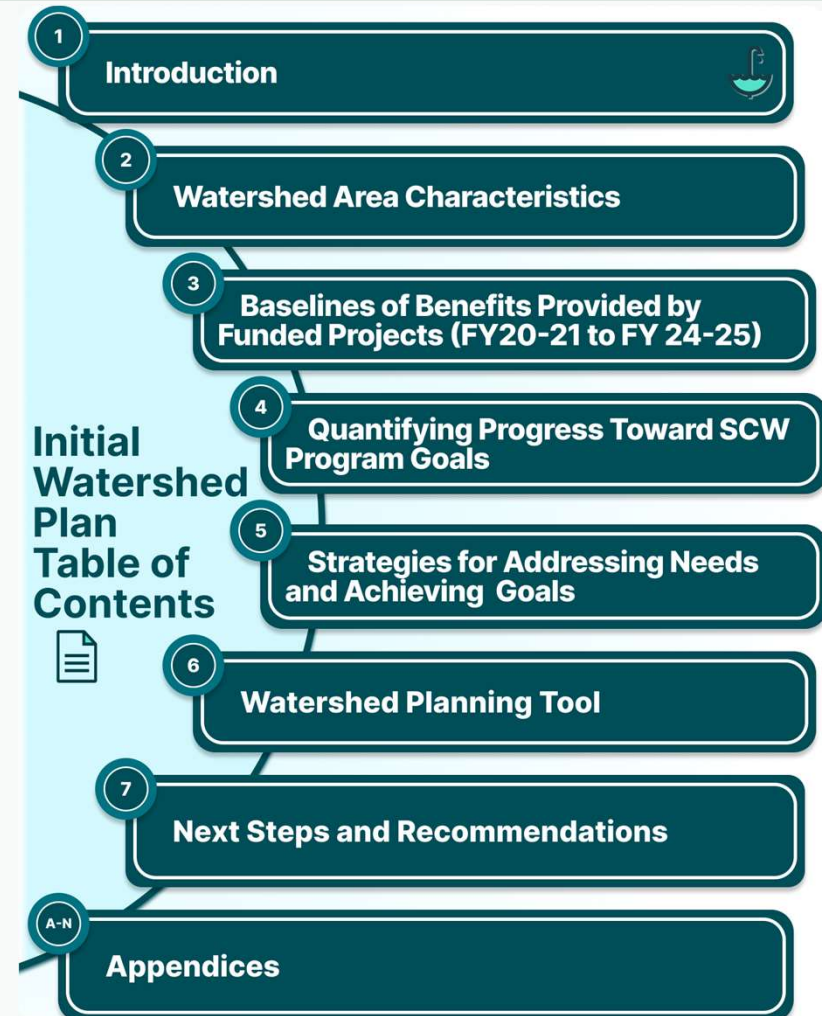 Initial
Watershed
Plan
Table of
Contents
1
Introduction
2
Watershed Area Characteristics
3
Baselines of Benefits Provided by
Funded Projects (FY20-21 to FY 24-25)
4
Quantifying Progress Toward SCW
Program Goals
5
Strategies for Addressing Needs
and Achieving Goals
6
Watershed Planning Tool
7
Next Steps and Recommendations
A-N
Appendices